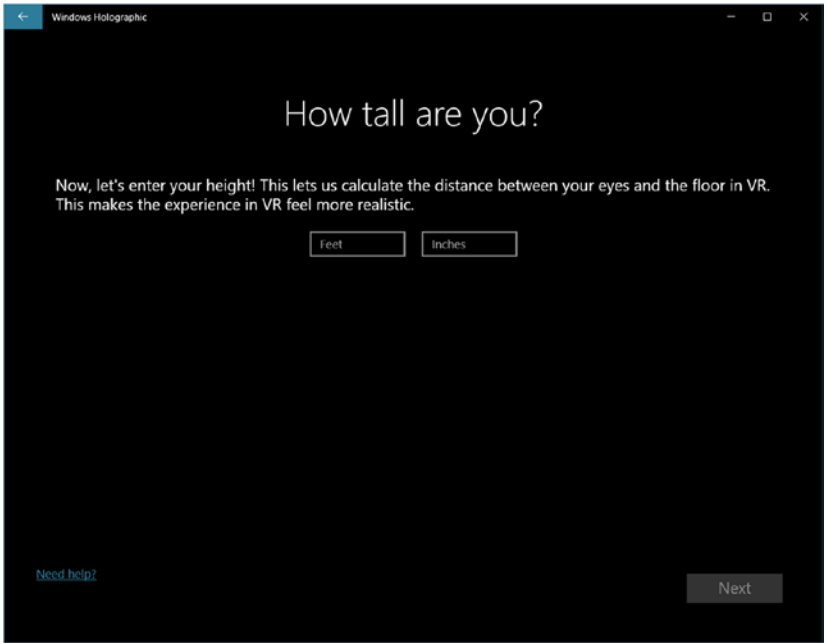 Windows Holographic
How tall are you?
Now, let's enter your height! This lets us calculate the distance between your eyes and the floor in VR.
This makes the experience in VR feel more realistic.
Feet Inches
Need help?
Next